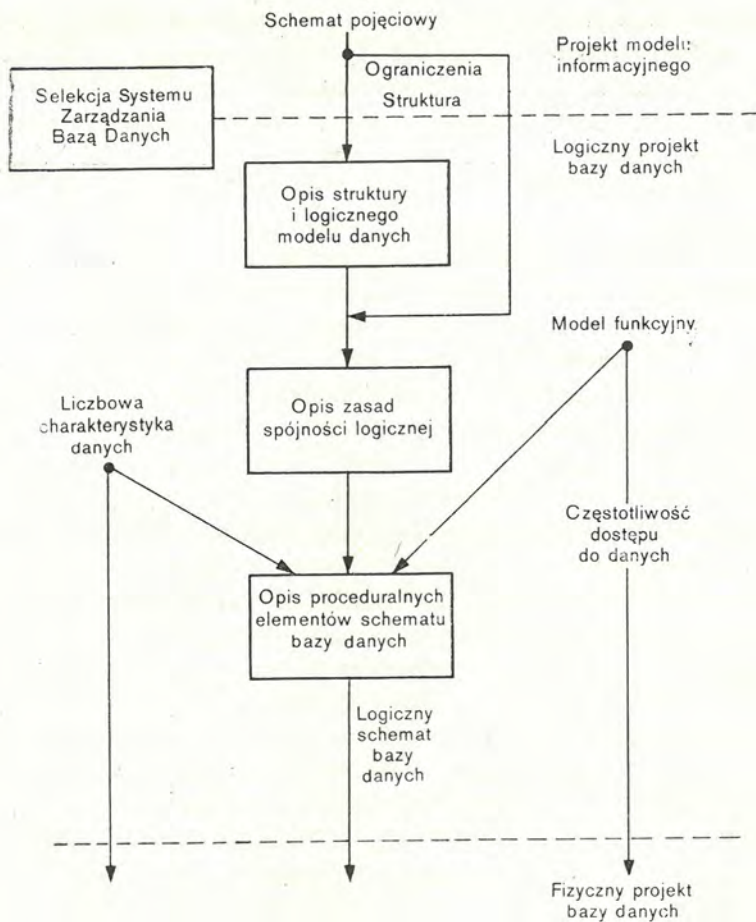 Schemat pojęciowy
Projekt modelu
informacyjnego
Ograniczenia
Struktura
Selekcja Systemu
Zarządzania
Bazą Danych
Logiczny projekt
bazy danych
Opis struktury
i logicznego
modelu danych
Model funkcyjny
Liczbowa
charakterystyka
danych
Opis zasad
spójności logicznej
Częstotliwość
dostępu
do danych
Opis proceduralnych
elementów schematu
bazy danych
Logiczny
schemat
bazy
danych
Fizyczny projekt
bazy danych